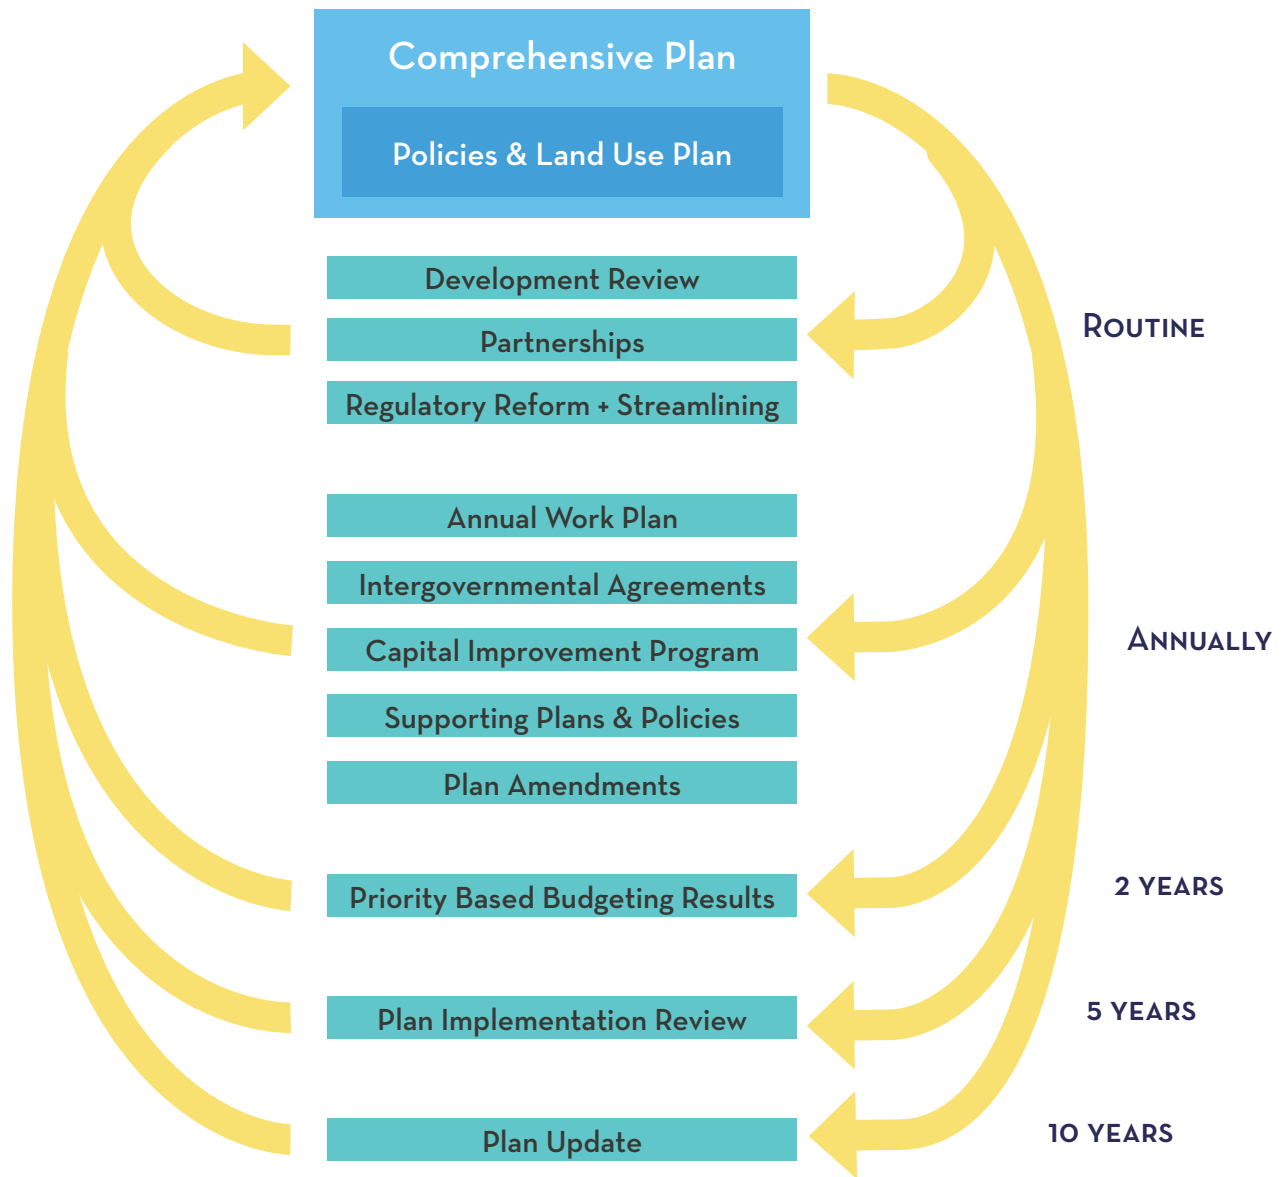 Comprehensive Plan
Policies & Land Use Plan
Development Review
Partnerships
Routine
Regulatory Reform + Streamlining
Annual Work Plan
Intergovernmental Agreements
Capital Improvement Program
Annually
Supporting Plans & Policies
Plan Amendments
Priority Based Budgeting Results
2 years
Plan Implementation Review
5 years
Plan Update
10 years